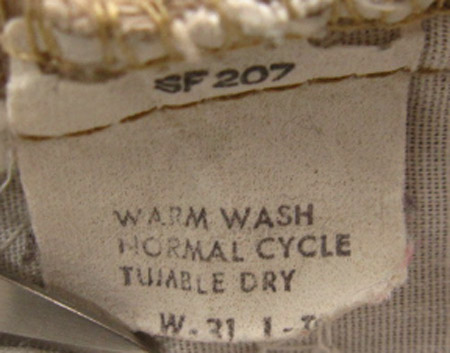 SF 207
WARM WASH
NORMAL CYCLE
TUMBLE DRY
W-31